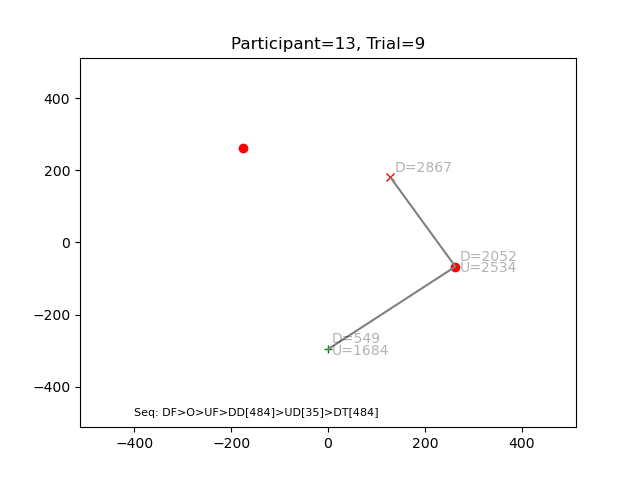 Participant=13, Trial=9
400
200
0
−200
−400
D=2867
D=2052
U=2534
D=549
U=1684
Seq: DF>O>UF>DD[484]>UD[35]>DT[484]
−400
−200
0
200
400